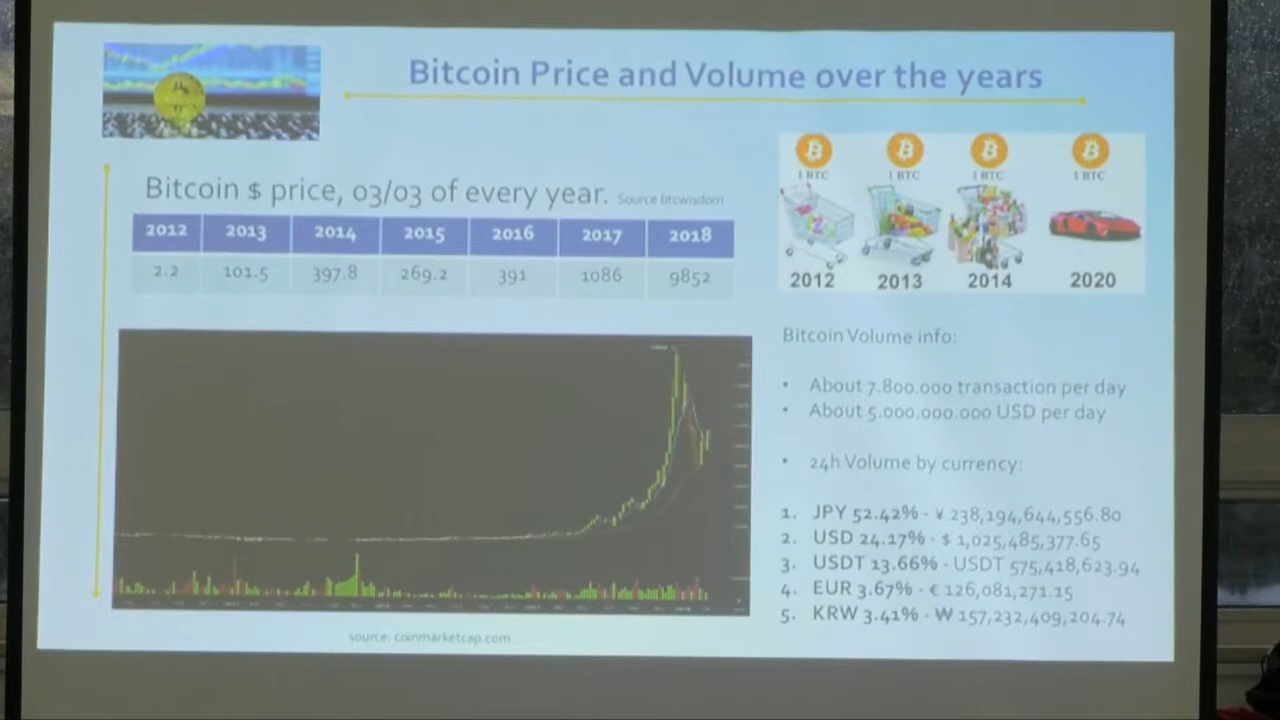 Bitcoin Price and Volume over the years
Bitcoin $ price, 03/03 of every year. Source btcwisdom
2012 2013 2014 2015 2016 2017 2018
2.2 101.5 397.8 269.2 391 1086 9852
1 BTC 1 BTC 1 BTC 1 BTC
2012 2013 2014 2020
Bitcoin Volume info:
• About 7.800.000 transaction per day
• About 5.000.000.000 USD per day
• 24h Volume by currency:
1. JPY 52.42% - ¥ 238,194,644,556.80
2. USD 24.17% - $ 1,025,485,377.65
3. USDT 13.66% - USDT 575,418,623.94
4. EUR 3.67% - € 126,081,271.15
5. KRW 3.41% - ₩ 157,232,409,204.74
source: coinmarketcap.com